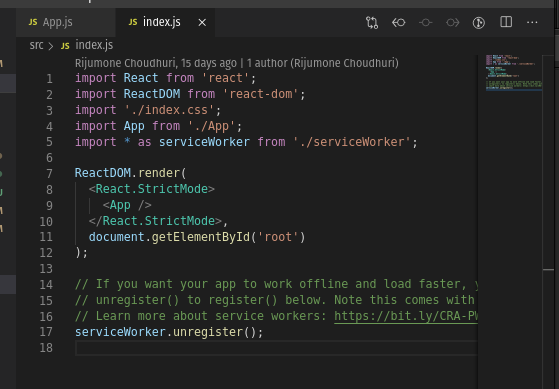 JS App.js JS index.js ×
src > JS index.js
Rijumone Choudhuri, 15 days ago | 1 author (Rijumone Choudhuri)
1 import React from 'react';
2 import ReactDOM from 'react-dom';
3 import './index.css';
4 import App from './App';
5 import * as serviceWorker from './serviceWorker';
6
7 ReactDOM.render(
8 <React.StrictMode>
9 <App />
10 </React.StrictMode>,
11 document.getElementById('root')
12 );
13
14 // If you want your app to work offline and load faster,
15 // unregister() to register() below. Note this comes with
16 // Learn more about service workers: https://bit.ly/CRA-P
17 serviceWorker.unregister();
18